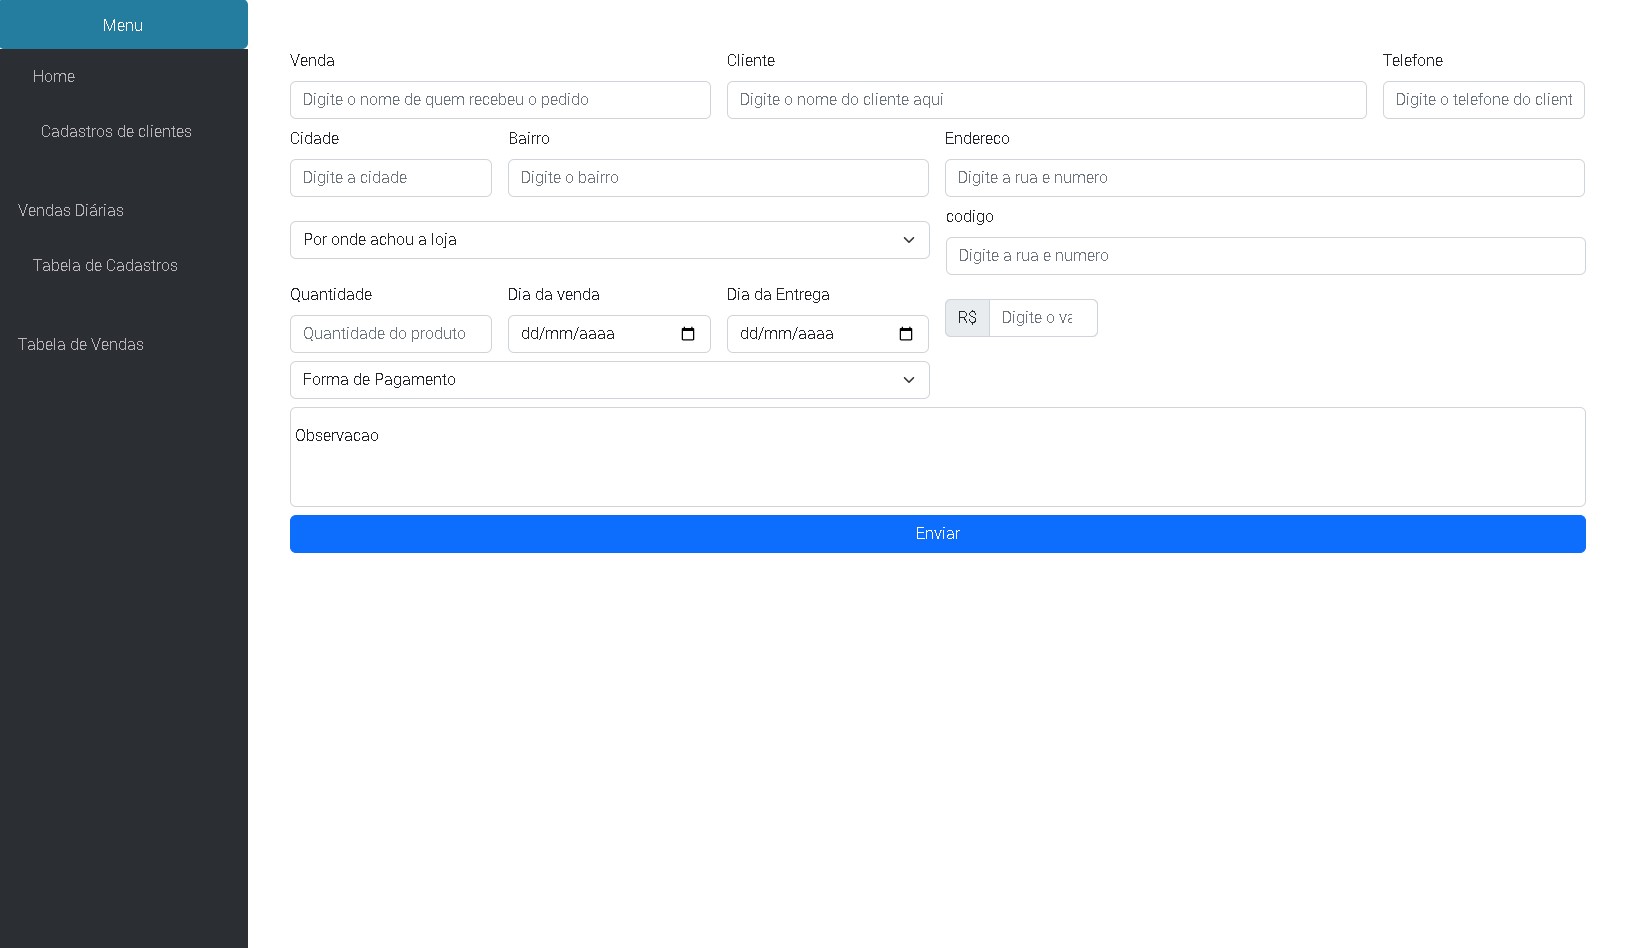 Menu
Home
Cadastros de clientes
Vendas Diárias
Tabela de Cadastros
Tabela de Vendas
Venda
Cliente
Telefone
Digite o nome de quem recebeu o pedido
Digite o nome do cliente aqui
Digite o telefone do client
Cidade
Bairro
Endereco
Digite a cidade
Digite o bairro
Digite a rua e numero
Por onde achou a loja
codigo
Digite a rua e numero
Quantidade
Dia da venda
Dia da Entrega
Quantidade do produto
dd/mm/aaaa
dd/mm/aaaa
R$
Digite o va
Forma de Pagamento
Observacao
Enviar